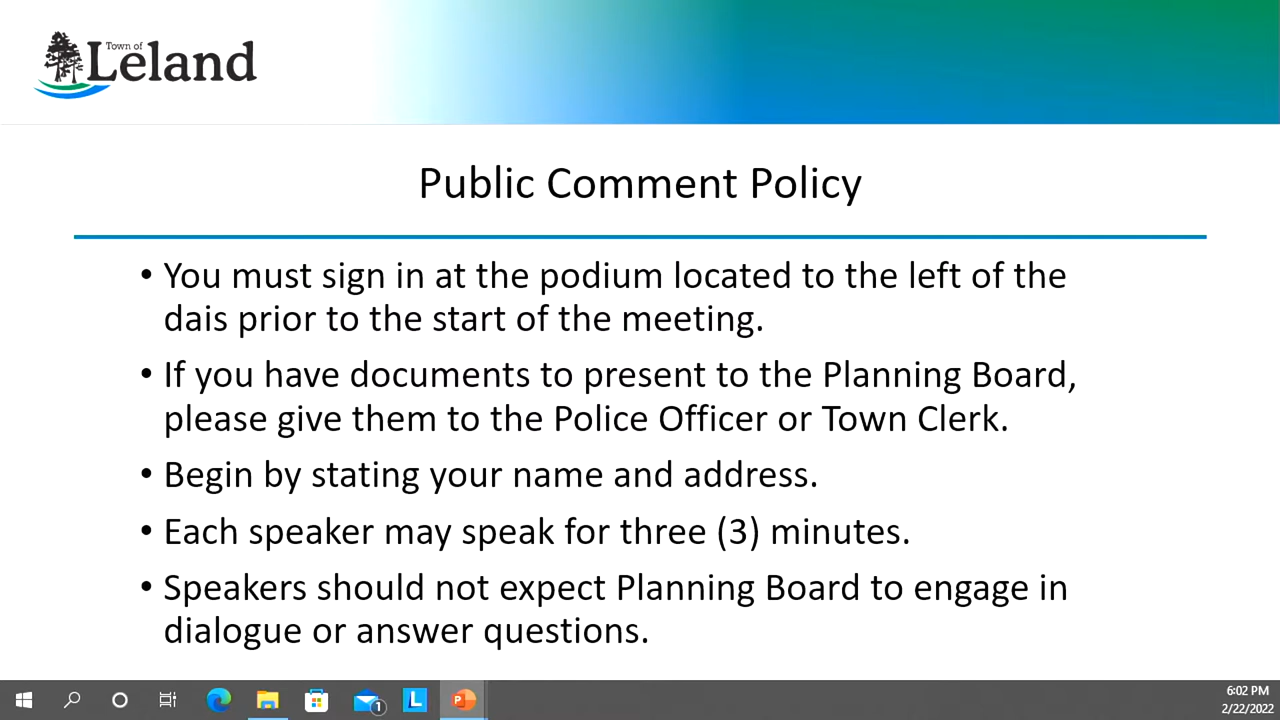 Town of
Leland
Public Comment Policy
• You must sign in at the podium located to the left of the
dais prior to the start of the meeting.
• If you have documents to present to the Planning Board,
please give them to the Police Officer or Town Clerk.
• Begin by stating your name and address.
• Each speaker may speak for three (3) minutes.
• Speakers should not expect Planning Board to engage in
dialogue or answer questions.
1
L
P
6:02 PM
2/22/2022